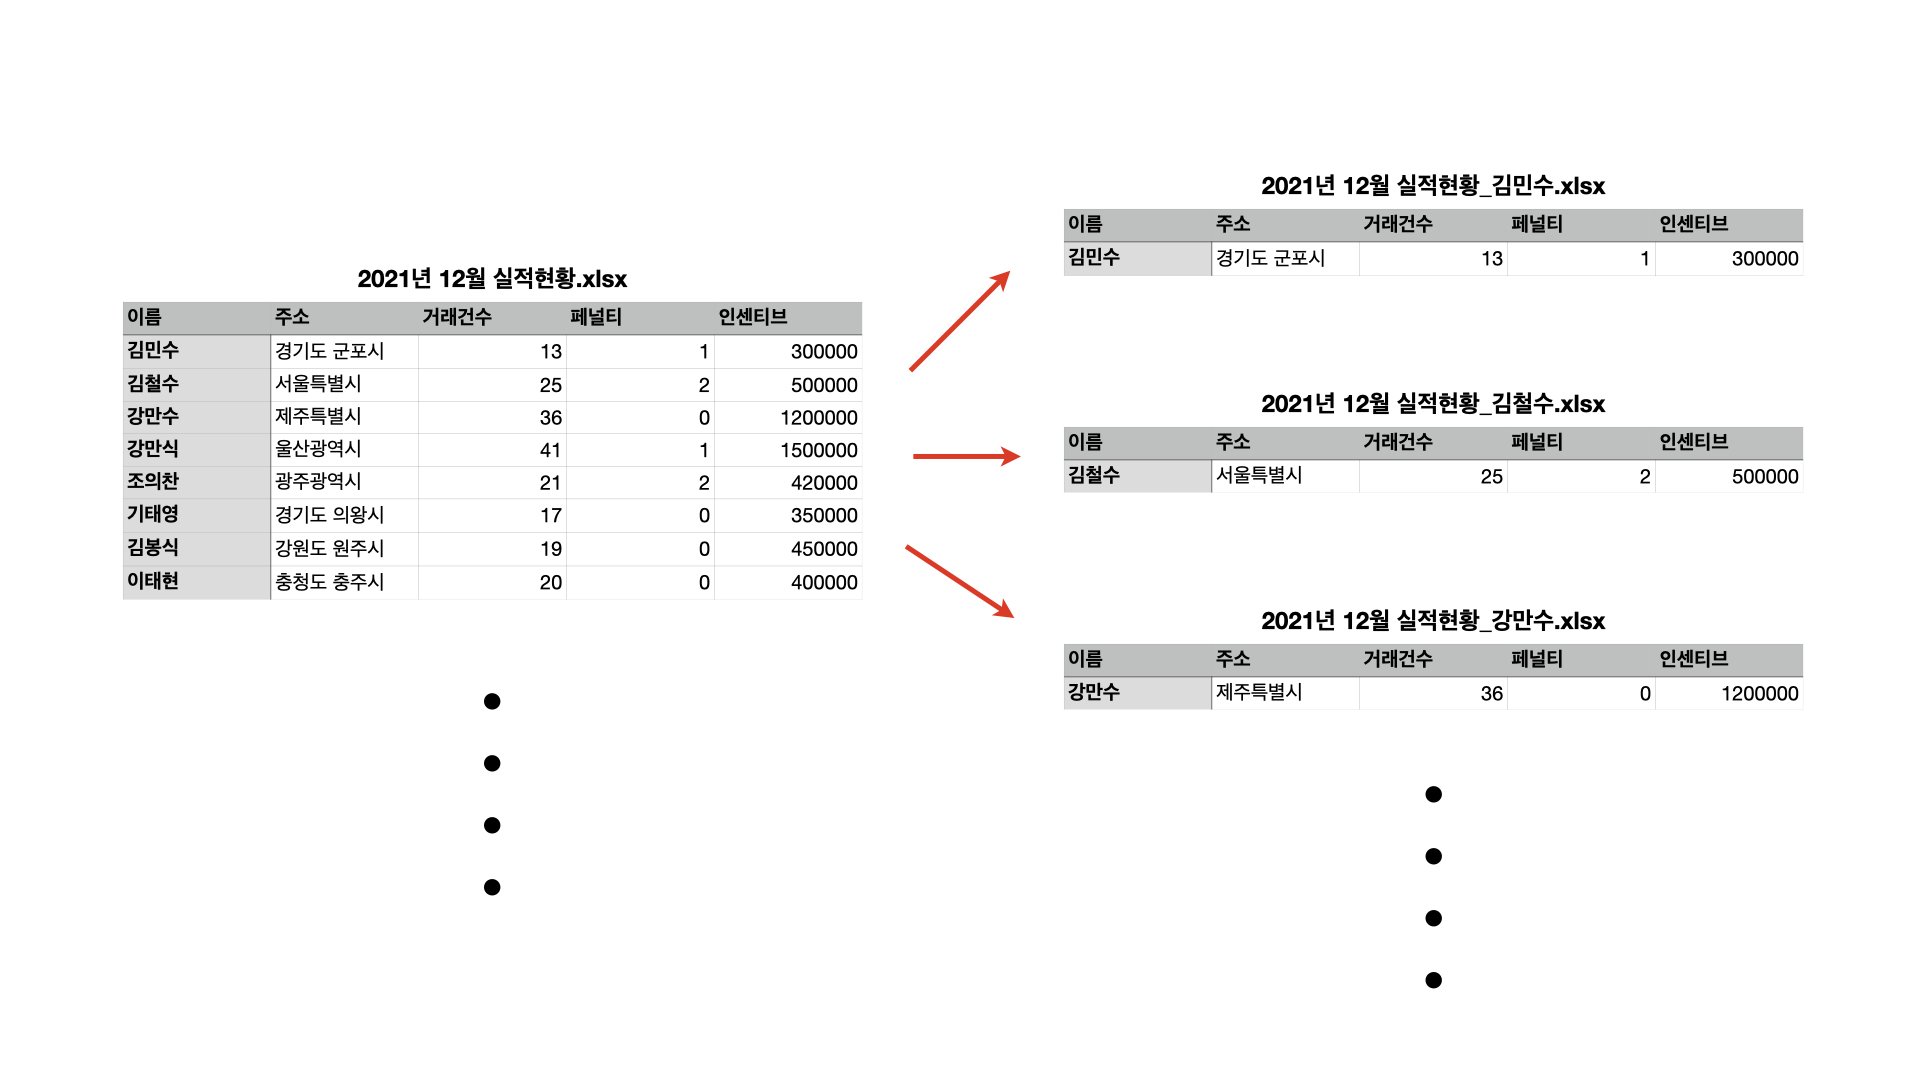 2021년 12월 실적현황.xlsx
이름 주소 거래건수 페널티 인센티브
김민수 경기도 군포시 13 1 300000
김철수 서울특별시 25 2 500000
강만수 제주특별시 36 0 1200000
강만식 울산광역시 41 1 1500000
조의찬 광주광역시 21 2 420000
기태영 경기도 의왕시 17 0 350000
김봉식 강원도 원주시 19 0 450000
이태현 충청도 충주시 20 0 400000
2021년 12월 실적현황_김민수.xlsx
이름 주소 거래건수 페널티 인센티브
김민수 경기도 군포시 13 1 300000
2021년 12월 실적현황_김철수.xlsx
이름 주소 거래건수 페널티 인센티브
김철수 서울특별시 25 2 500000
2021년 12월 실적현황_강만수.xlsx
이름 주소 거래건수 페널티 인센티브
강만수 제주특별시 36 0 1200000